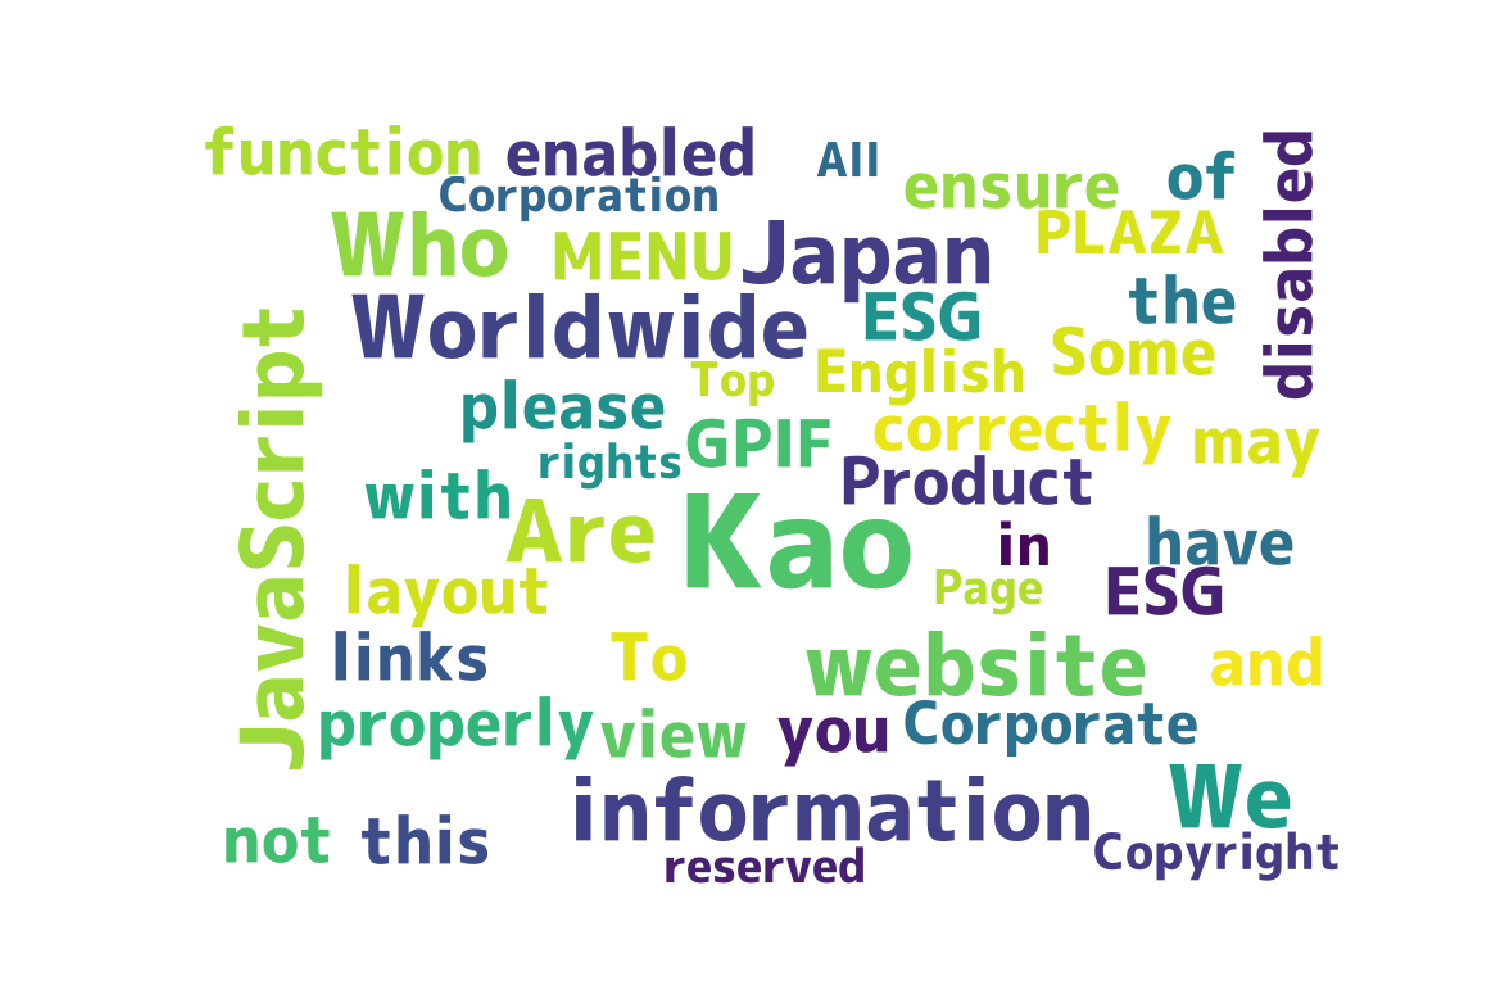 function enabled All ensure of disabled
Corporation
Who MENU Japan PLAZA
Worldwide ESG the
JavaScript
Top English Some
please GPIF correctly may
rights
with Are Kao Product
in have
layout Page ESG
links To website and
properly view you Corporate
information We
not this Copyright
reserved